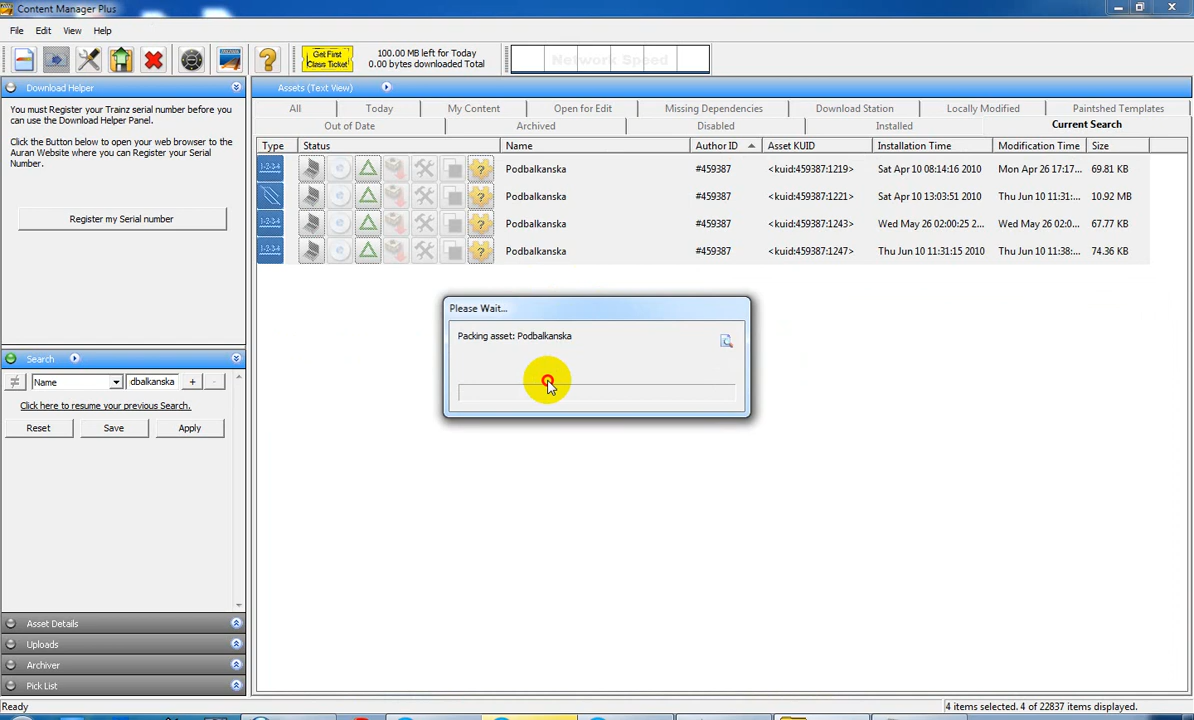 Content Manager Plus
File Edit View Help
Get First
Class Ticket
100.00 MB left for Today
0.00 bytes downloaded Total
Network Speed
Download Helper
You must Register your Trainz serial number before you
can use the Download Helper Panel.
Click the Button below to open your web browser to the
Auran Website where you can Register your Serial
Number.
Register my Serial number
Assets (Text View)
All Today My Content Open for Edit Missing Dependencies Download Station Locally Modified Paintshed Templates
Out of Date Archived Disabled Installed Current Search
Type Status Name Author ID Asset KUID Installation Time Modification Time Size
Podbalkanska #459387 <kuid:459387:1219> Sat Apr 10 08:14:16 2010 Mon Apr 26 17:17... 69.81 KB
Podbalkanska #459387 <kuid:459387:1221> Sat Apr 10 13:03:51 2010 Thu Jun 10 11:31:... 10.92 MB
Podbalkanska #459387 <kuid:459387:1243> Wed May 26 02:00:25 2... Wed May 26 02:0... 67.77 KB
Podbalkanska #459387 <kuid:459387:1247> Thu Jun 10 11:31:15 2010 Thu Jun 10 11:38:... 74.36 KB
Please Wait...
Packing asset: Podbalkanska
Search
Name dbalkanska + -
Click here to resume your previous Search.
Reset Save Apply
Asset Details
Uploads
Archiver
Pick List
Ready
4 items selected. 4 of 22837 items displayed.